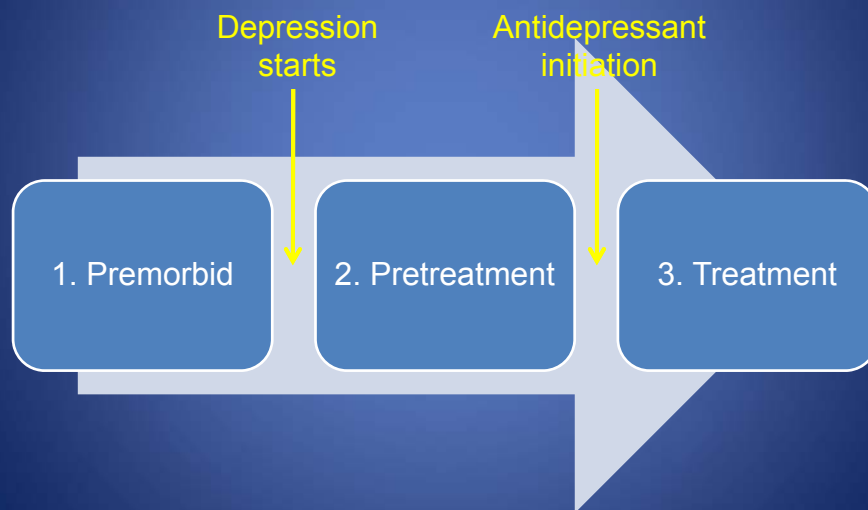 Depression
starts
Antidepressant
initiation
1. Premorbid
2. Pretreatment
3. Treatment